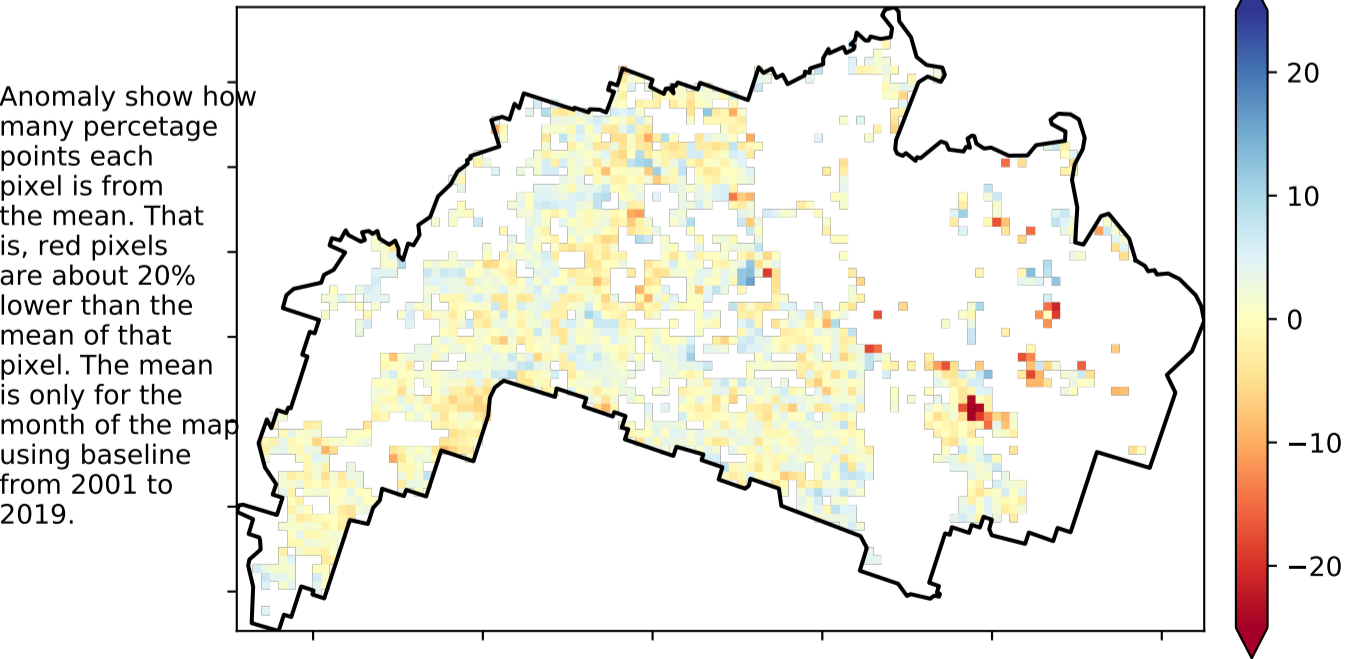 Anomaly show how
many percetage
points each
pixel is from
the mean. That
is, red pixels
are about 20%
lower than the
mean of that
pixel. The mean
is only for the
month of the map
using baseline
from 2001 to
2019.
20
10
0
−10
−20